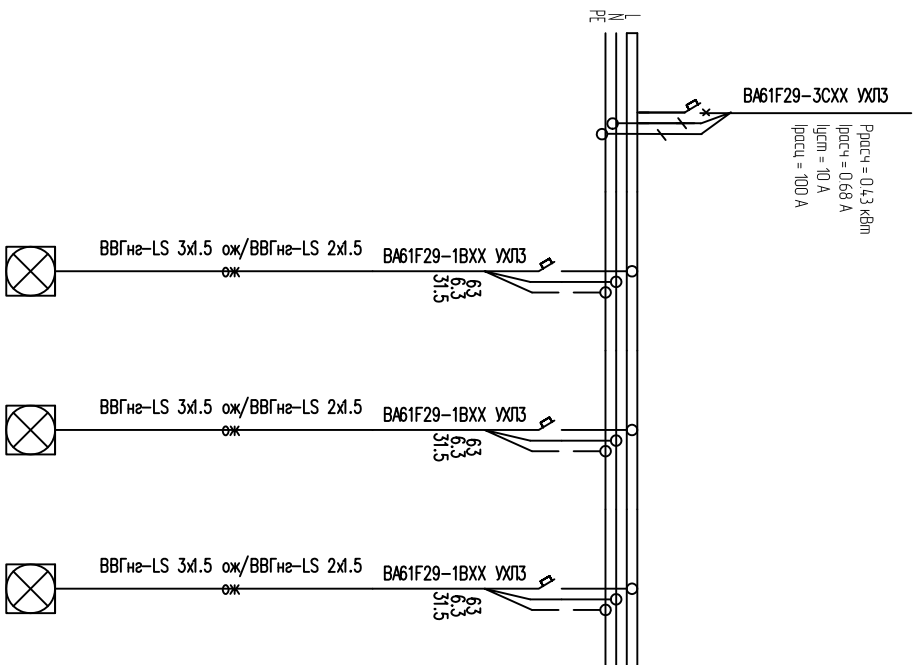 L
N
PE
ВА61F29-3СХХ УХЛ3
Pрасч = 0.43 кВт
Iрасч = 0.68 А
Iуст = 10 А
Iрасц = 100 А
ВВГнг-LS 3х1.5 ож/ВВГнг-LS 2х1.5
ож
ВА61F29-1ВХХ УХЛ3
63
6.3
31.5
ВВГнг-LS 3х1.5 ож/ВВГнг-LS 2х1.5
ож
ВА61F29-1ВХХ УХЛ3
63
6.3
31.5
ВВГнг-LS 3х1.5 ож/ВВГнг-LS 2х1.5
ож
ВА61F29-1ВХХ УХЛ3
63
6.3
31.5